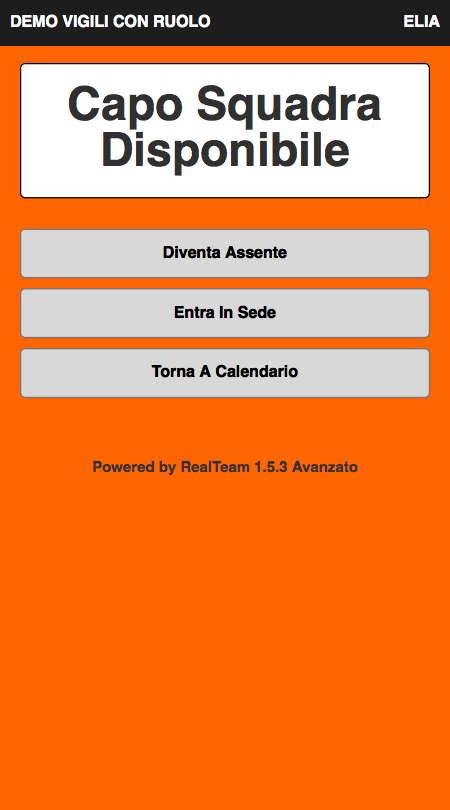 DEMO VIGILI CON RUOLO ELIA
Capo Squadra
Disponibile
Diventa Assente
Entra In Sede
Torna A Calendario
Powered by RealTeam 1.5.3 Avanzato